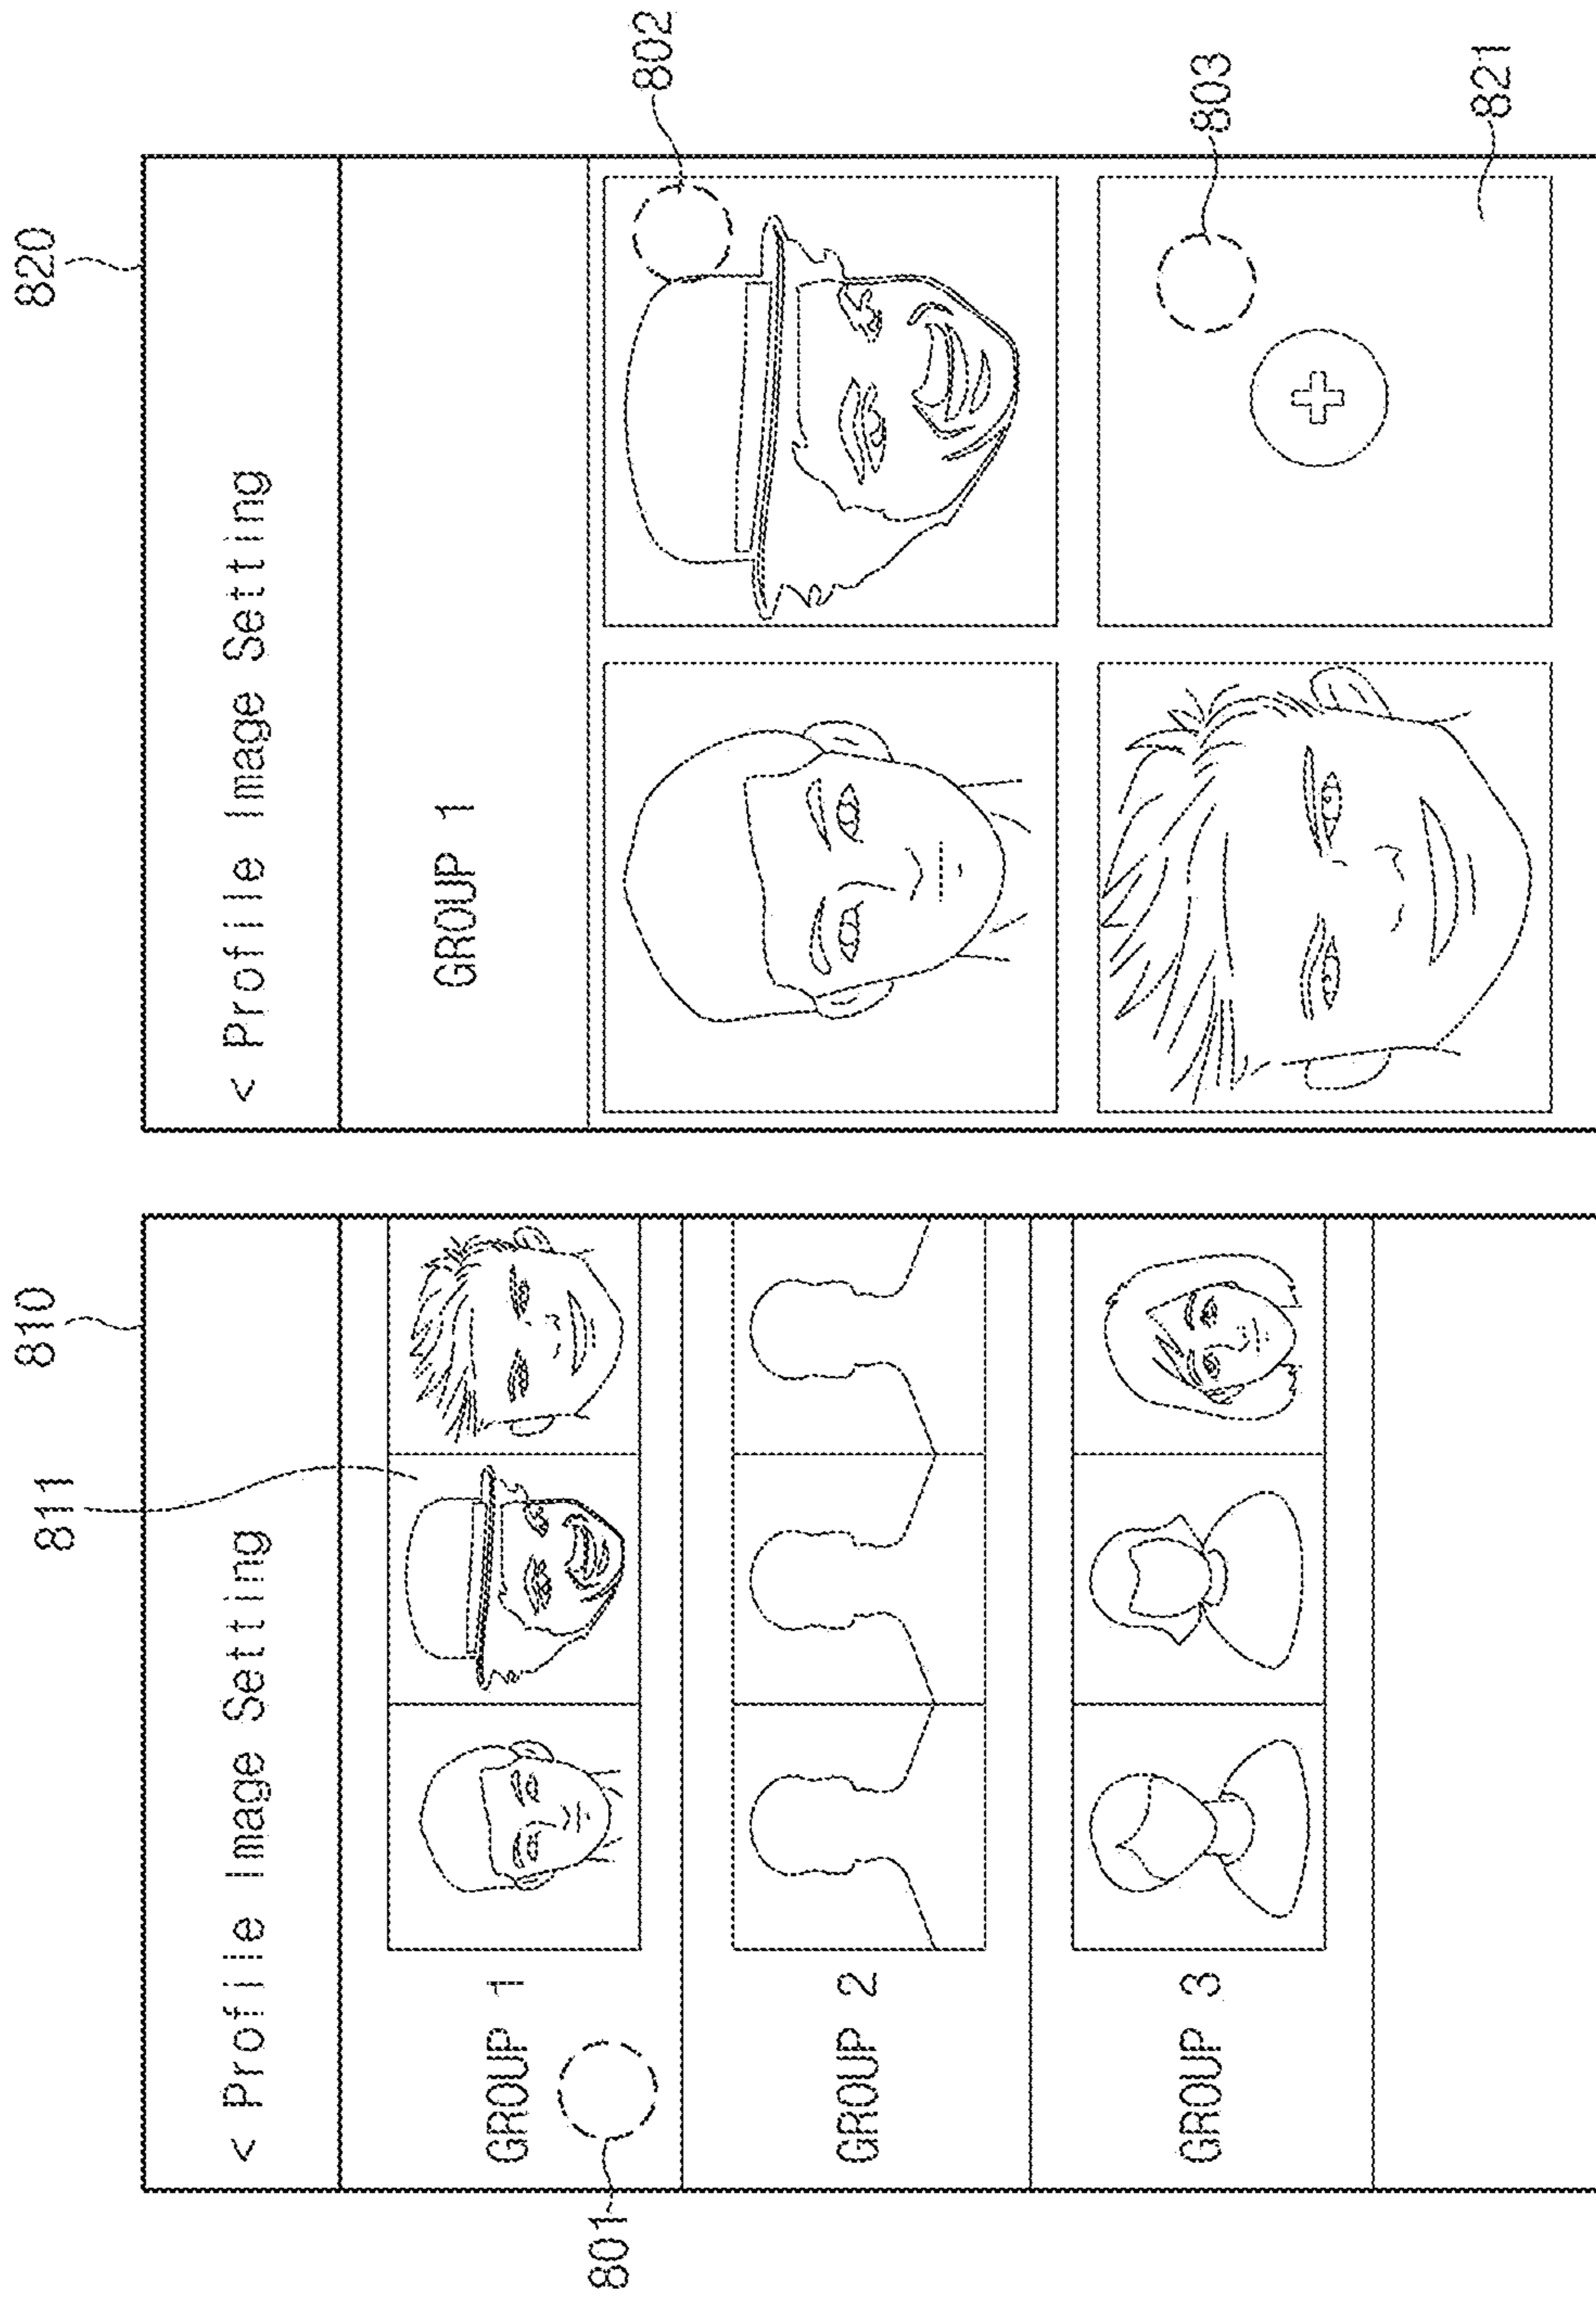 810
811
< Profile Image Setting
GROUP 1
801
GROUP 2
GROUP 3
820
< Profile Image Setting
GROUP 1
802
803
+
821